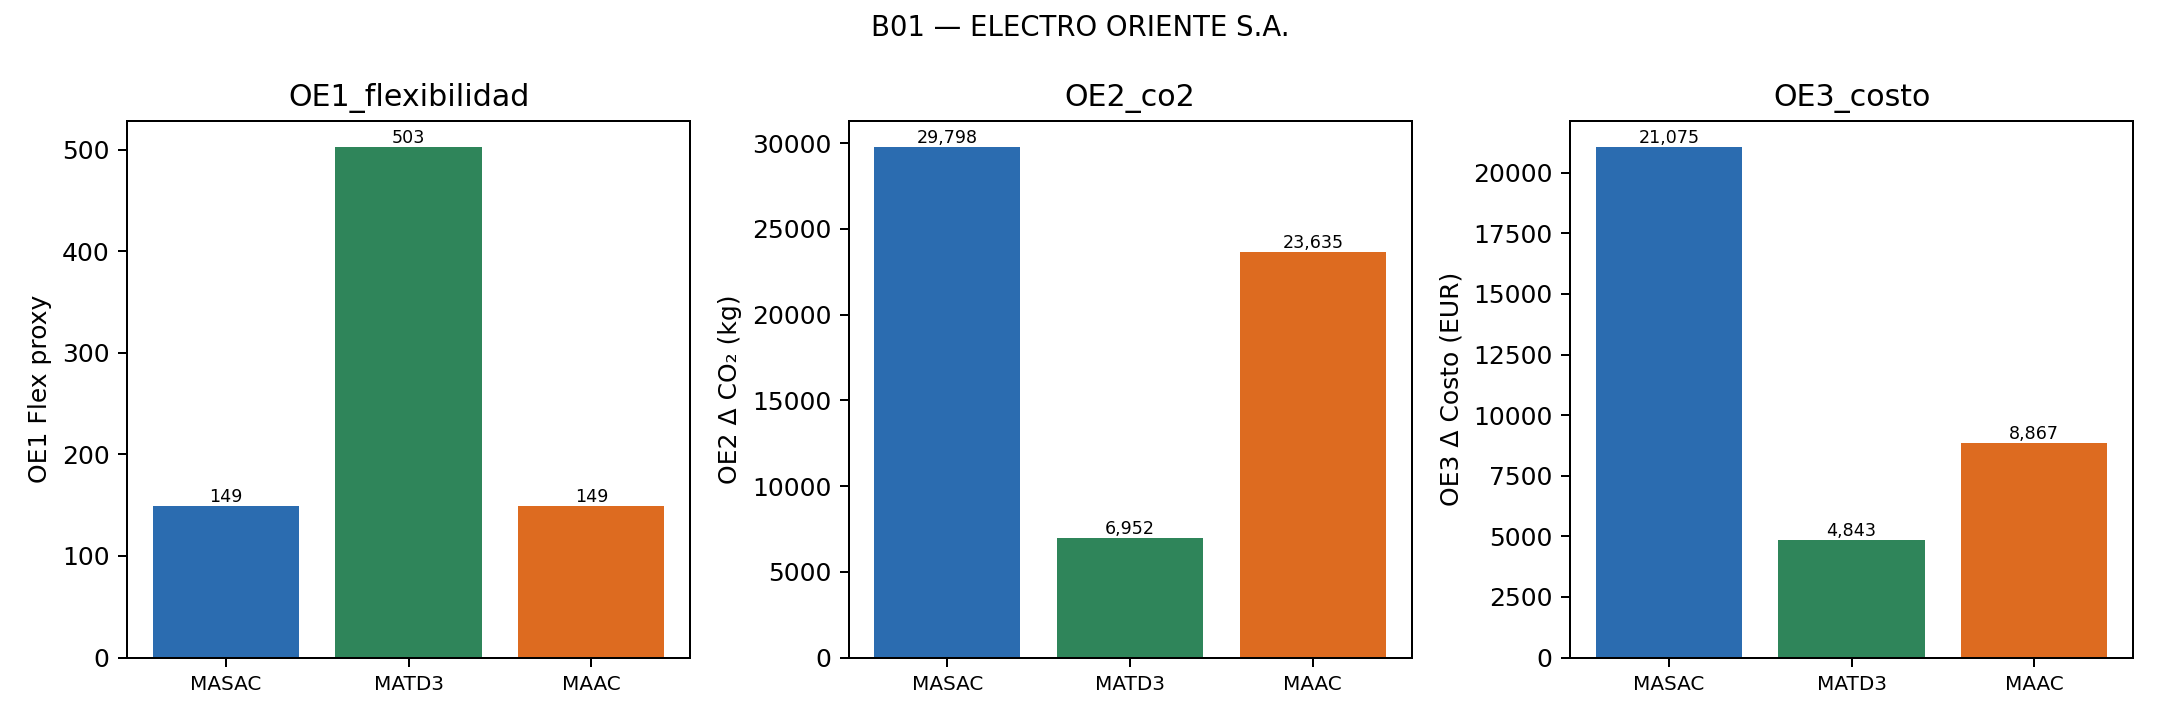 B01 — ELECTRO ORIENTE S.A.
OE1_flexibilidad
OE1 Flex proxy
500
400
300
200
100
0
149
503
149
MASAC
MATD3
MAAC
OE2_co2
OE2 Δ CO₂ (kg)
30000
25000
20000
15000
10000
5000
0
29,798
6,952
23,635
MASAC
MATD3
MAAC
OE3_costo
OE3 Δ Costo (EUR)
20000
17500
15000
12500
10000
7500
5000
2500
0
21,075
4,843
8,867
MASAC
MATD3
MAAC